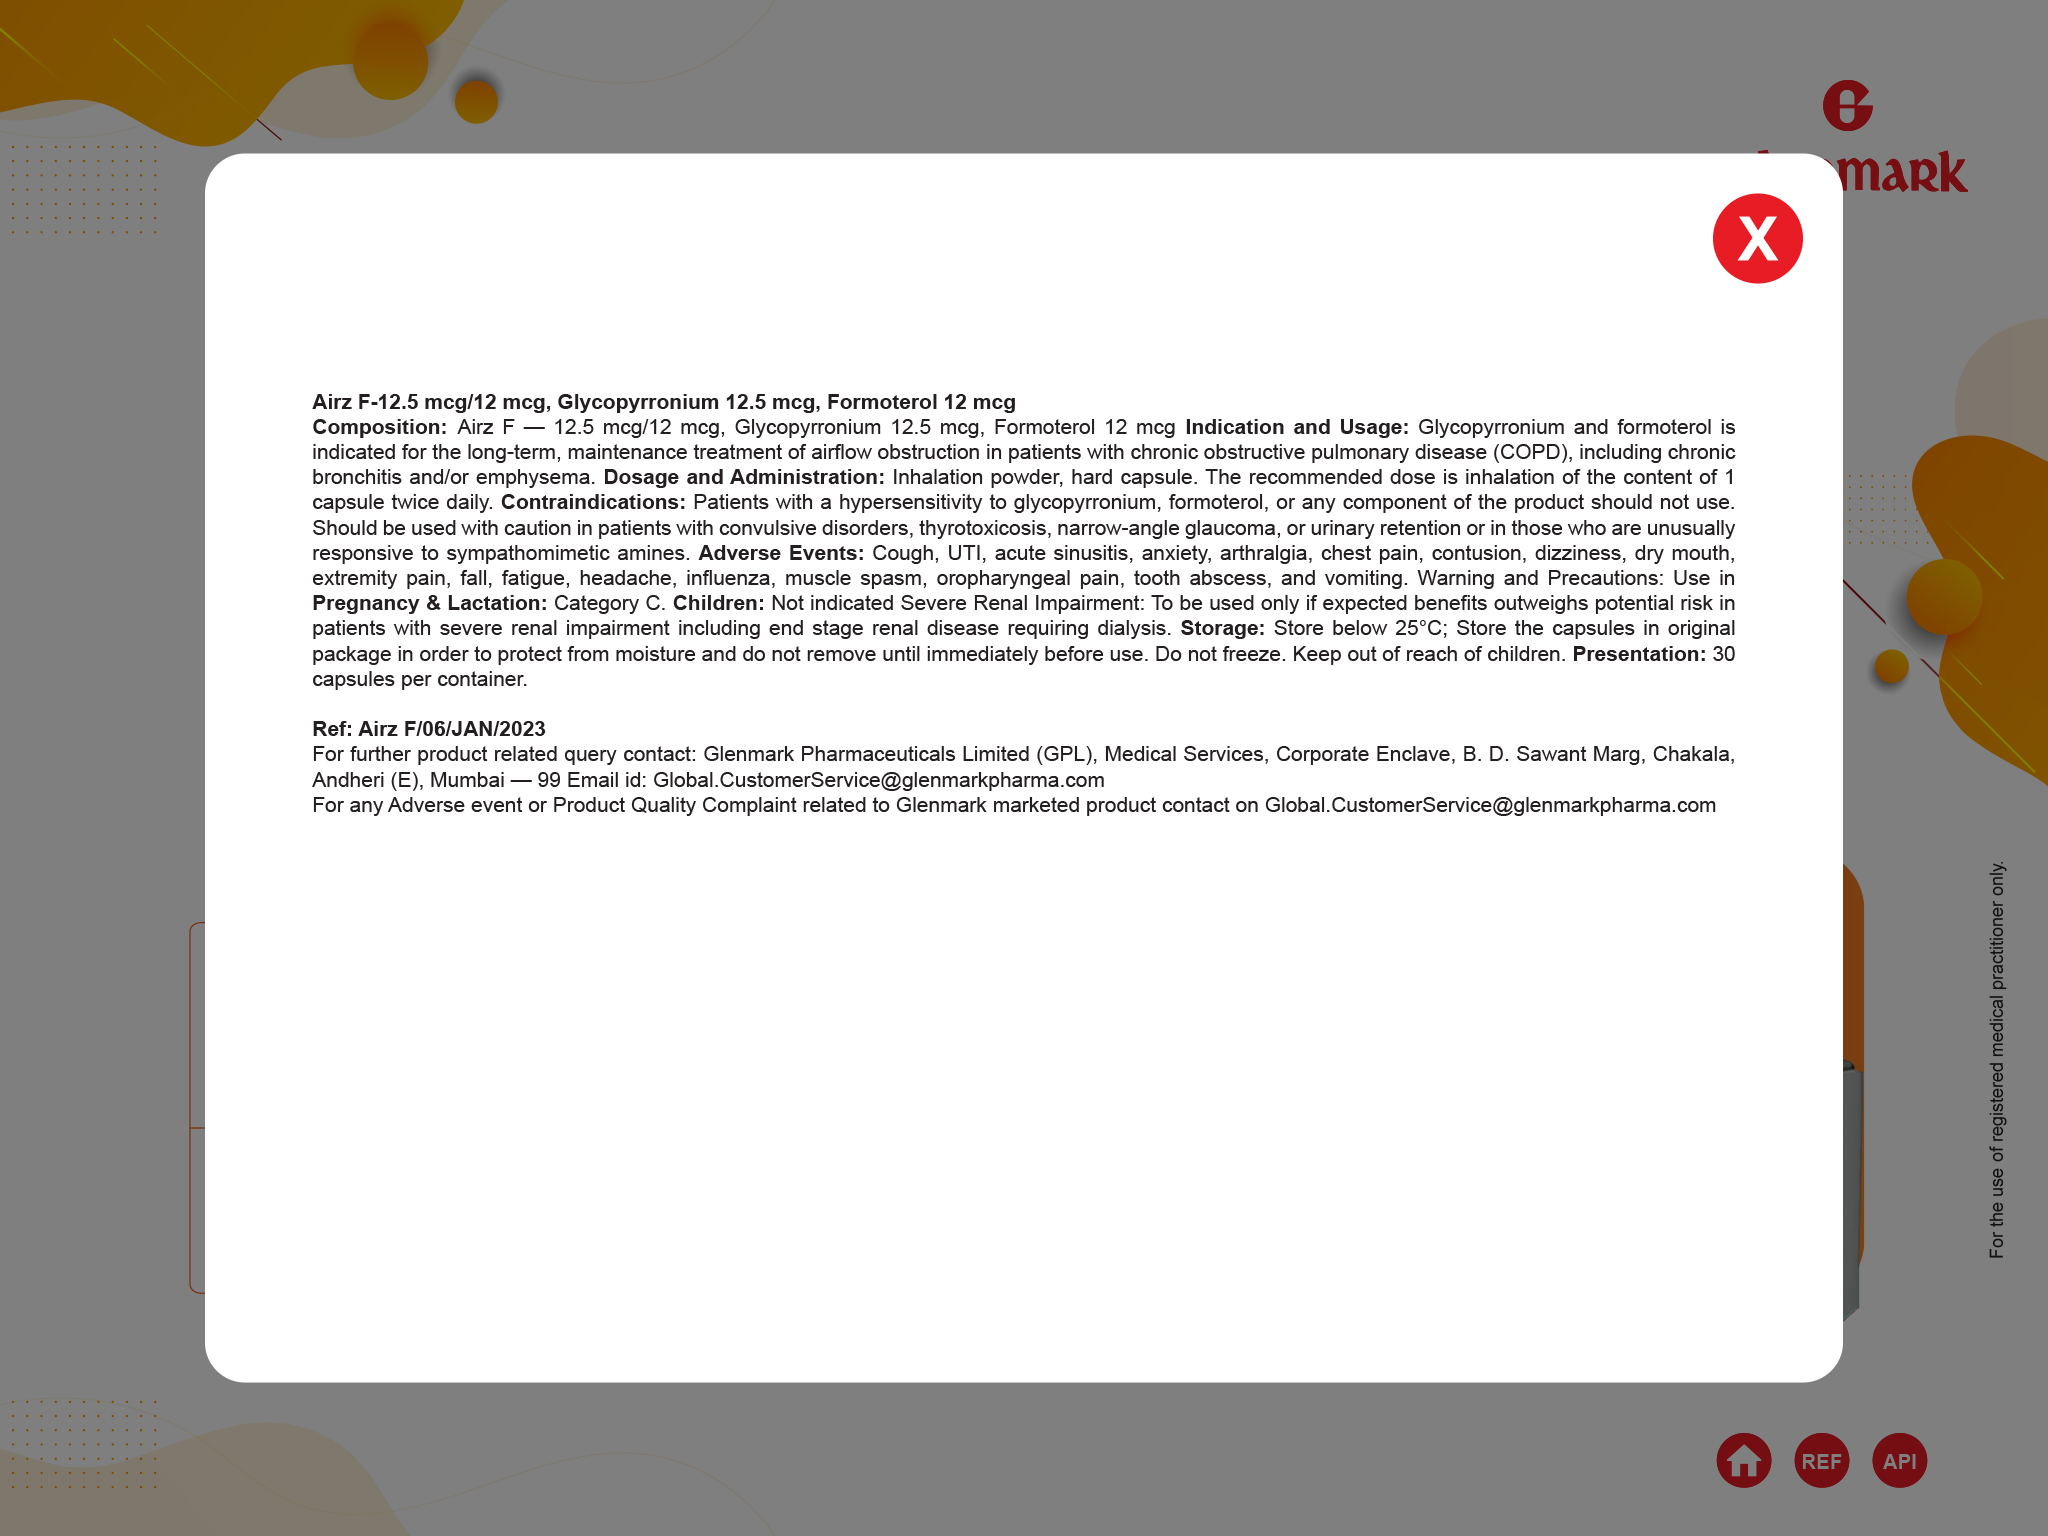 mark
X
Airz F-12.5 mcg/12 mcg, Glycopyrronium 12.5 mcg, Formoterol 12 mcg
Composition: Airz F — 12.5 mcg/12 mcg, Glycopyrronium 12.5 mcg, Formoterol 12 mcg Indication and Usage: Glycopyrronium and formoterol is
indicated for the long-term, maintenance treatment of airflow obstruction in patients with chronic obstructive pulmonary disease (COPD), including chronic
bronchitis and/or emphysema. Dosage and Administration: Inhalation powder, hard capsule. The recommended dose is inhalation of the content of 1
capsule twice daily. Contraindications: Patients with a hypersensitivity to glycopyrronium, formoterol, or any component of the product should not use.
Should be used with caution in patients with convulsive disorders, thyrotoxicosis, narrow-angle glaucoma, or urinary retention or in those who are unusually
responsive to sympathomimetic amines. Adverse Events: Cough, UTI, acute sinusitis, anxiety, arthralgia, chest pain, contusion, dizziness, dry mouth,
extremity pain, fall, fatigue, headache, influenza, muscle spasm, oropharyngeal pain, tooth abscess, and vomiting. Warning and Precautions: Use in
Pregnancy & Lactation: Category C. Children: Not indicated Severe Renal Impairment: To be used only if expected benefits outweighs potential risk in
patients with severe renal impairment including end stage renal disease requiring dialysis. Storage: Store below 25°C; Store the capsules in original
package in order to protect from moisture and do not remove until immediately before use. Do not freeze. Keep out of reach of children. Presentation: 30
capsules per container.
Ref: Airz F/06/JAN/2023
For further product related query contact: Glenmark Pharmaceuticals Limited (GPL), Medical Services, Corporate Enclave, B. D. Sawant Marg, Chakala,
Andheri (E), Mumbai — 99 Email id: Global.CustomerService@glenmarkpharma.com
For any Adverse event or Product Quality Complaint related to Glenmark marketed product contact on Global.CustomerService@glenmarkpharma.com
For the use of registered medical practitioner only.
REF
API